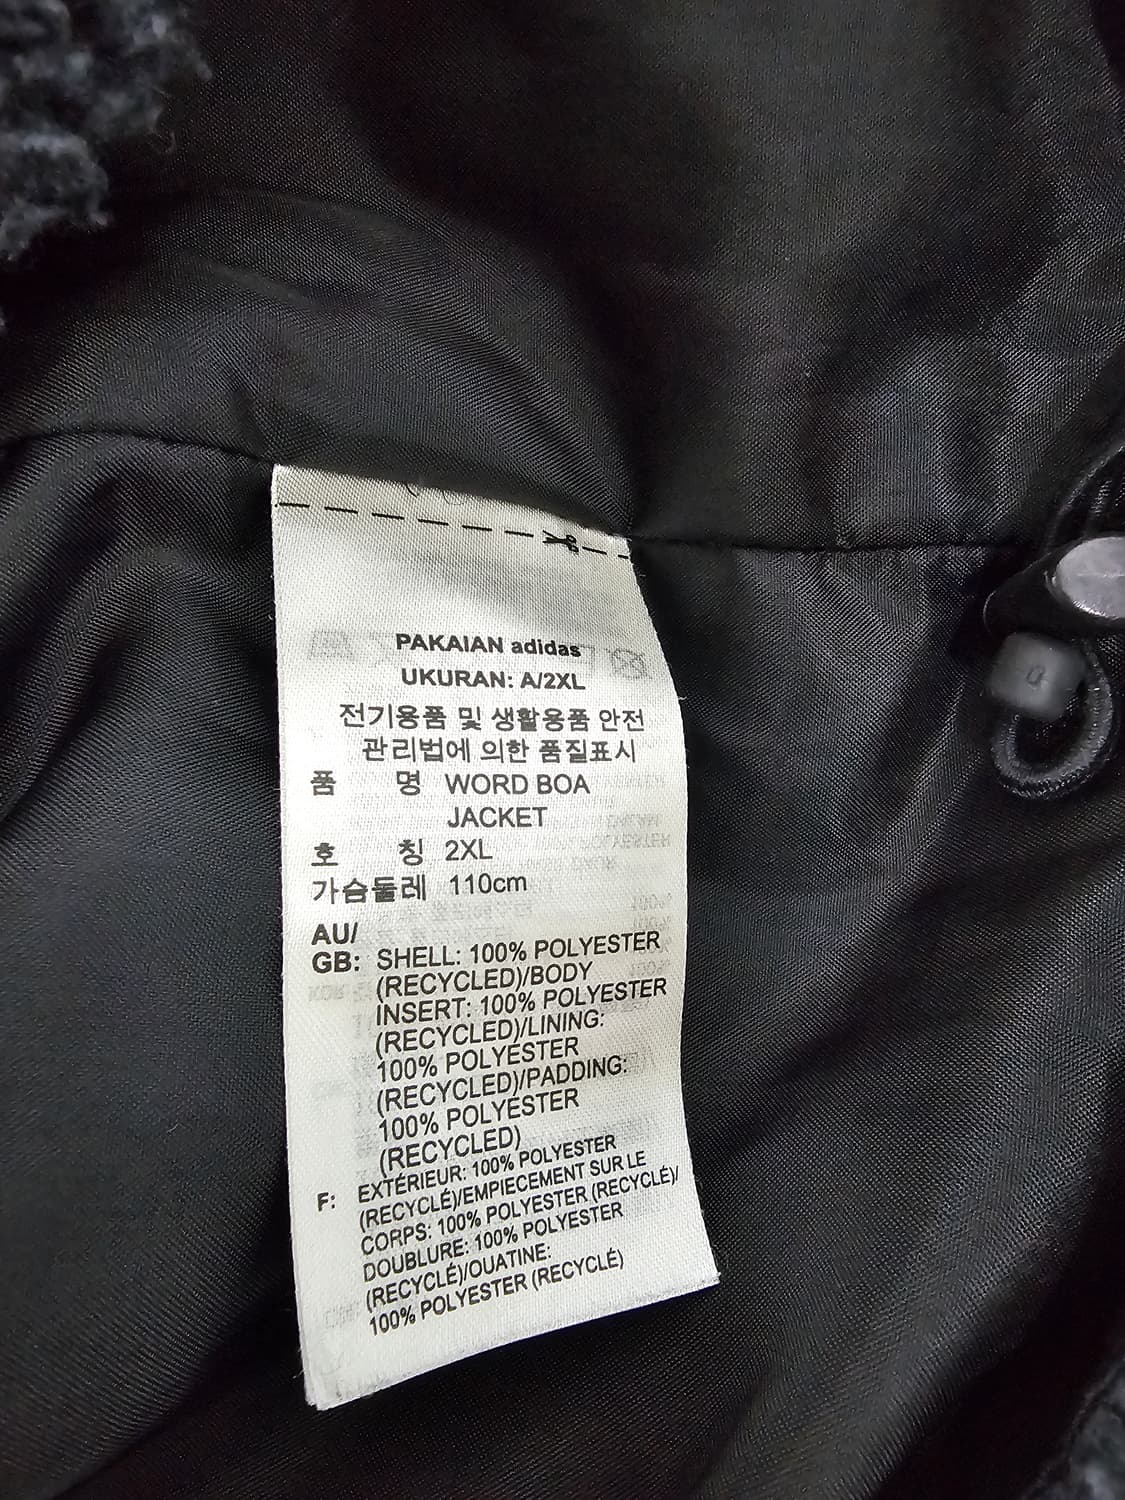 PAKAIAN adidas
UKURAN: A/2XL
전기용품 및 생활용품 안전
관리법에 의한 품질표시
품 명 WORD BOA
JACKET
호 칭 2XL
가슴둘레 110cm
AU/
GB: SHELL: 100% POLYESTER
(RECYCLED)/BODY
INSERT: 100% POLYESTER
(RECYCLED)/LINING:
100% POLYESTER
(RECYCLED)/PADDING:
100% POLYESTER
(RECYCLED)
F: EXTÉRIEUR: 100% POLYESTER
(RECYCLÉ)/EMPIECEMENT SUR LE
CORPS: 100% POLYESTER (RECYCLÉ)/
DOUBLURE: 100% POLYESTER
(RECYCLÉ)/OUATINE:
100% POLYESTER (RECYCLÉ)